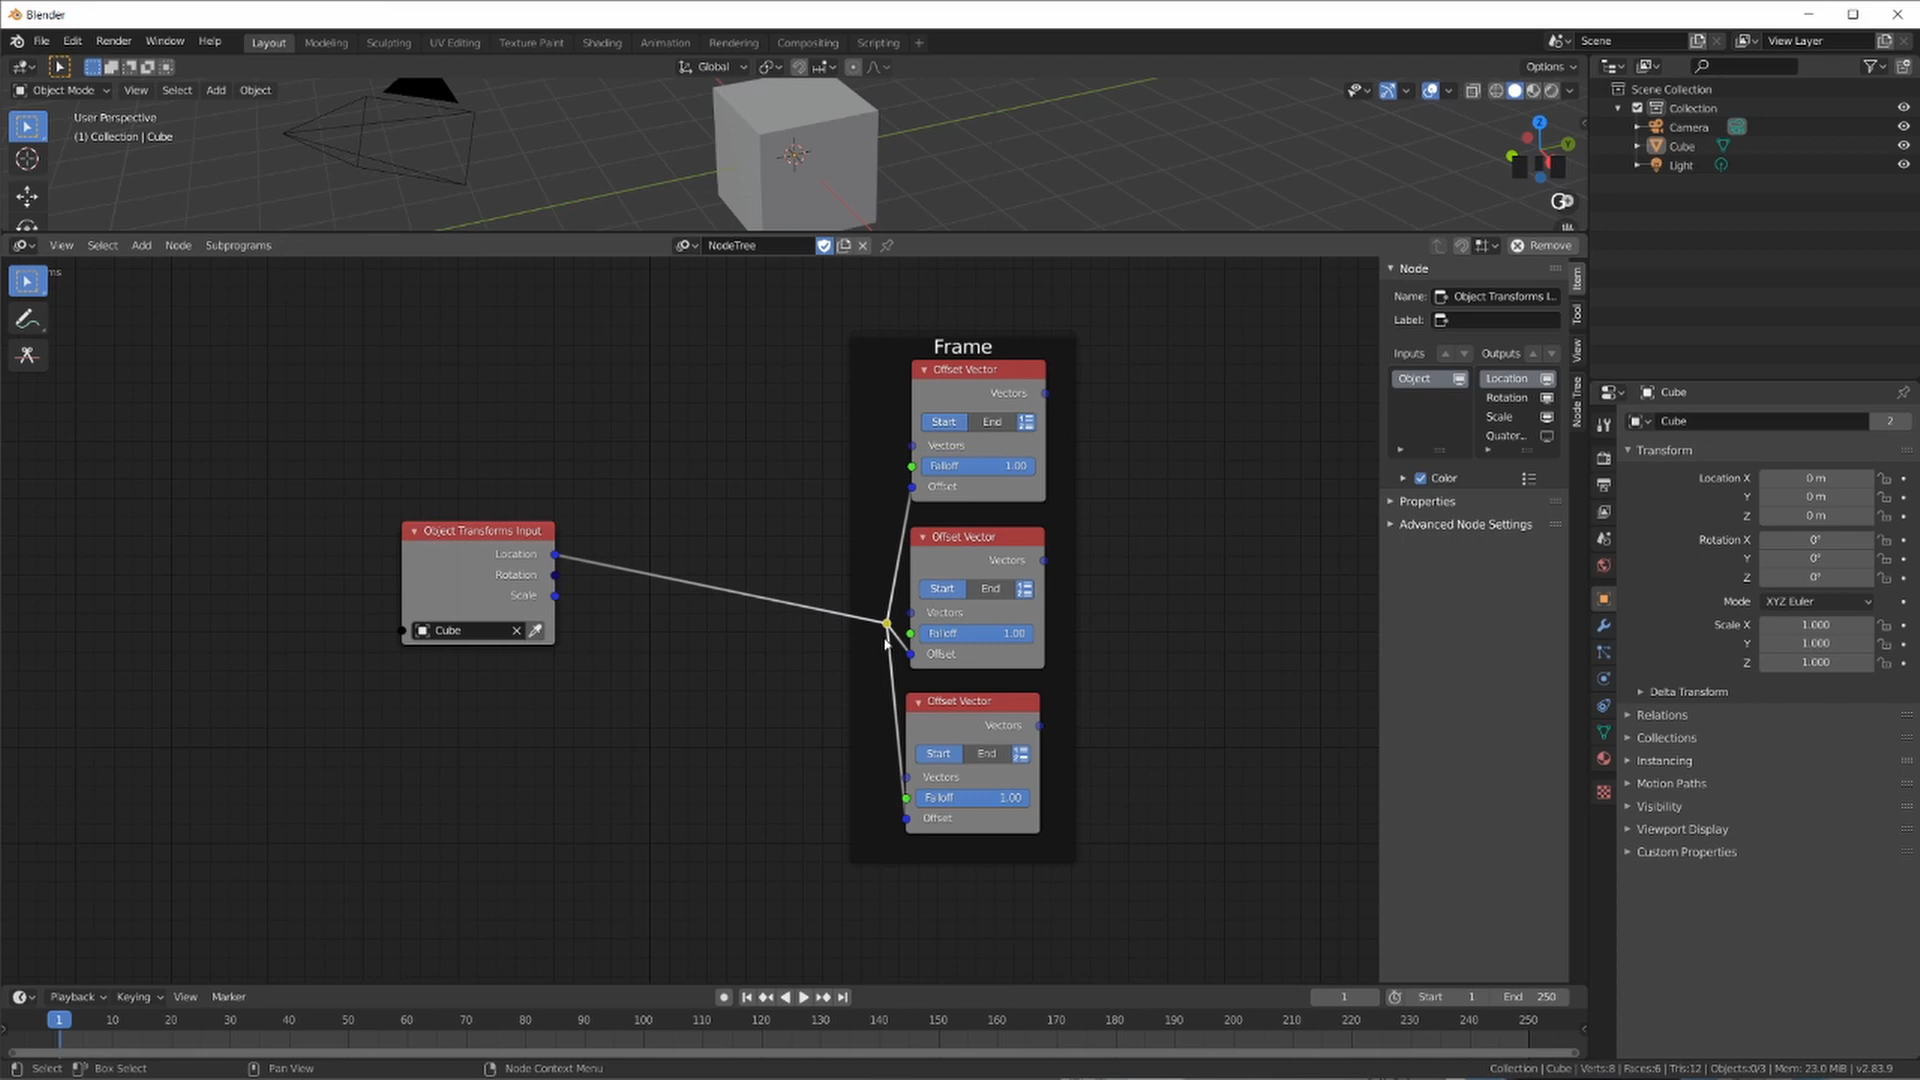 Blender
File Edit Render Window Help Layout Modeling Sculpting UV Editing Texture Paint Shading Animation Rendering Compositing Scripting + Scene View Layer
Global Options
Object Mode View Select Add Object
User Perspective
(1) Collection | Cube
Z
Y
Scene Collection
Collection
Camera
Cube
Light
View Select Add Node Subprograms NodeTree Remove
ms
Frame
Offset Vector
Vectors
Start End
Vectors
Falloff 1.00
Offset
Offset Vector
Vectors
Start End
Vectors
Falloff 1.00
Offset
Offset Vector
Vectors
Start End
Vectors
Falloff 1.00
Offset
Object Transforms Input
Location
Rotation
Scale
Cube
Node
Name: Object Transforms I...
Label:
Inputs Outputs
Object Location
Rotation
Scale
Quater...
Color
Properties
Advanced Node Settings
Item
Tool
View
Node Tree
Cube
Cube 2
Transform
Location X 0 m
Y 0 m
Z 0 m
Rotation X 0°
Y 0°
Z 0°
Mode XYZ Euler
Scale X 1.000
Y 1.000
Z 1.000
Delta Transform
Relations
Collections
Instancing
Motion Paths
Visibility
Viewport Display
Custom Properties
Playback Keying View Marker 1 Start 1 End 250
1 10 20 30 40 50 60 70 80 90 100 110 120 130 140 150 160 170 180 190 200 210 220 230 240 250
Select Box Select Pan View Node Context Menu Collection | Cube | Verts:8 | Faces:6 | Tris:12 | Objects:0/3 | Mem: 23.0 MiB | v2.83.9